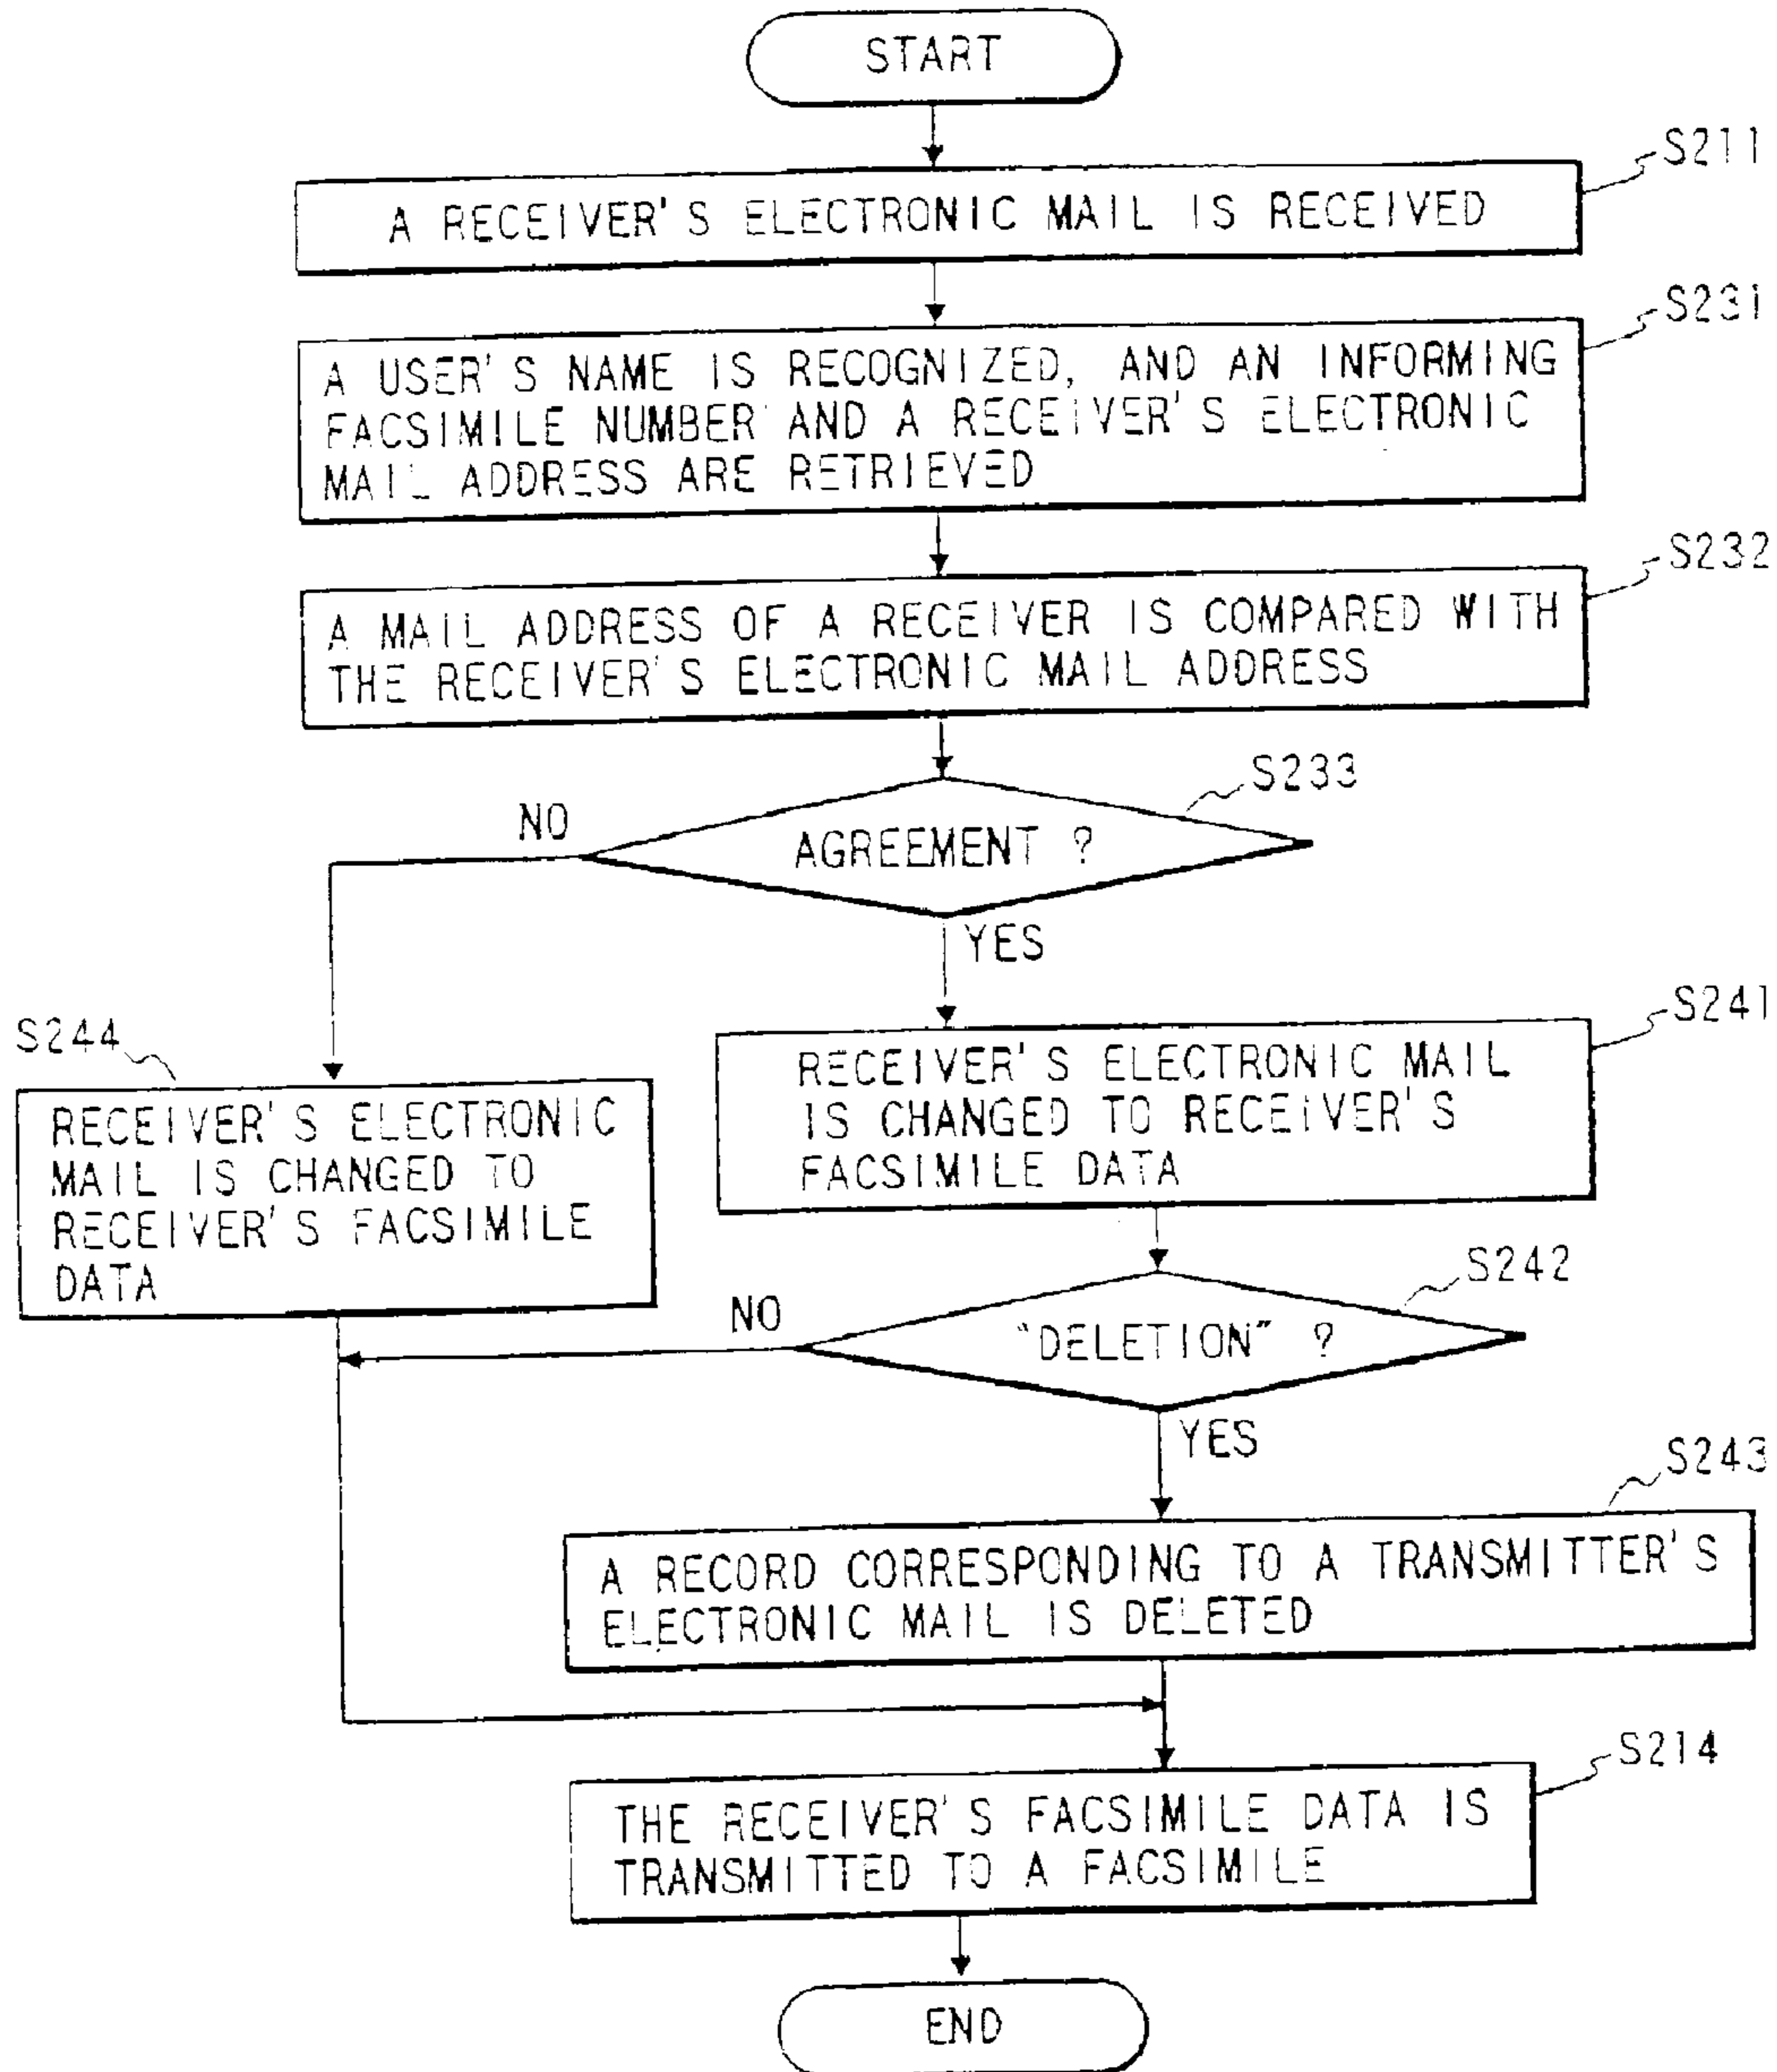 START
S211
A RECEIVER'S ELECTRONIC MAIL IS RECEIVED
S231
A USER'S NAME IS RECOGNIZED, AND AN INFORMING
FACSIMILE NUMBER AND A RECEIVER'S ELECTRONIC
MAIL ADDRESS ARE RETRIEVED
S232
A MAIL ADDRESS OF A RECEIVER IS COMPARED WITH
THE RECEIVER'S ELECTRONIC MAIL ADDRESS
S233
NO
AGREEMENT ?
YES
S244
RECEIVER'S ELECTRONIC
MAIL IS CHANGED TO
RECEIVER'S FACSIMILE
DATA
S241
RECEIVER'S ELECTRONIC MAIL
IS CHANGED TO RECEIVER'S
FACSIMILE DATA
S242
NO
"DELETION" ?
YES
S243
A RECORD CORRESPONDING TO A TRANSMITTER'S
ELECTRONIC MAIL IS DELETED
S214
THE RECEIVER'S FACSIMILE DATA IS
TRANSMITTED TO A FACSIMILE
END